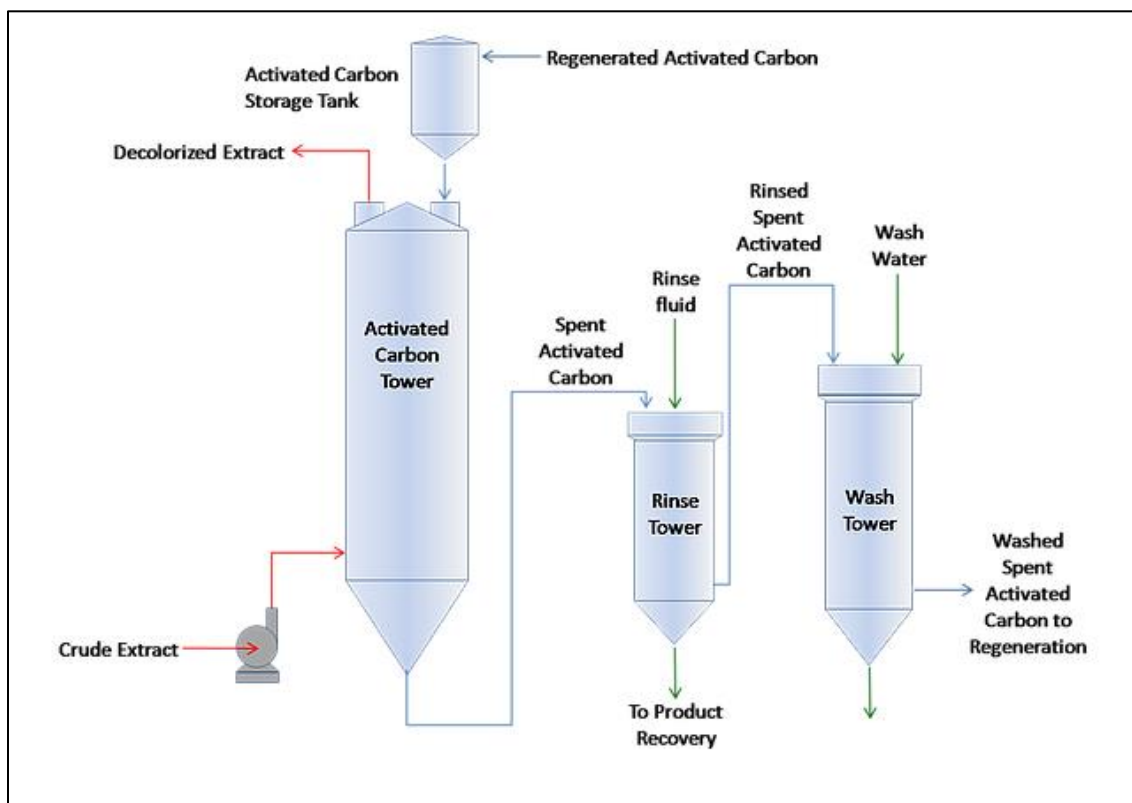 Regenerated Activated Carbon
Activated Carbon
Storage Tank
Decolorized Extract
Rinsed
Spent
Activated
Carbon
Wash
Water
Rinse
fluid
Activated
Carbon
Tower
Spent
Activated
Carbon
Rinse
Tower
Wash
Tower
Washed
Spent
Activated
Carbon to
Regeneration
Crude Extract
To Product
Recovery